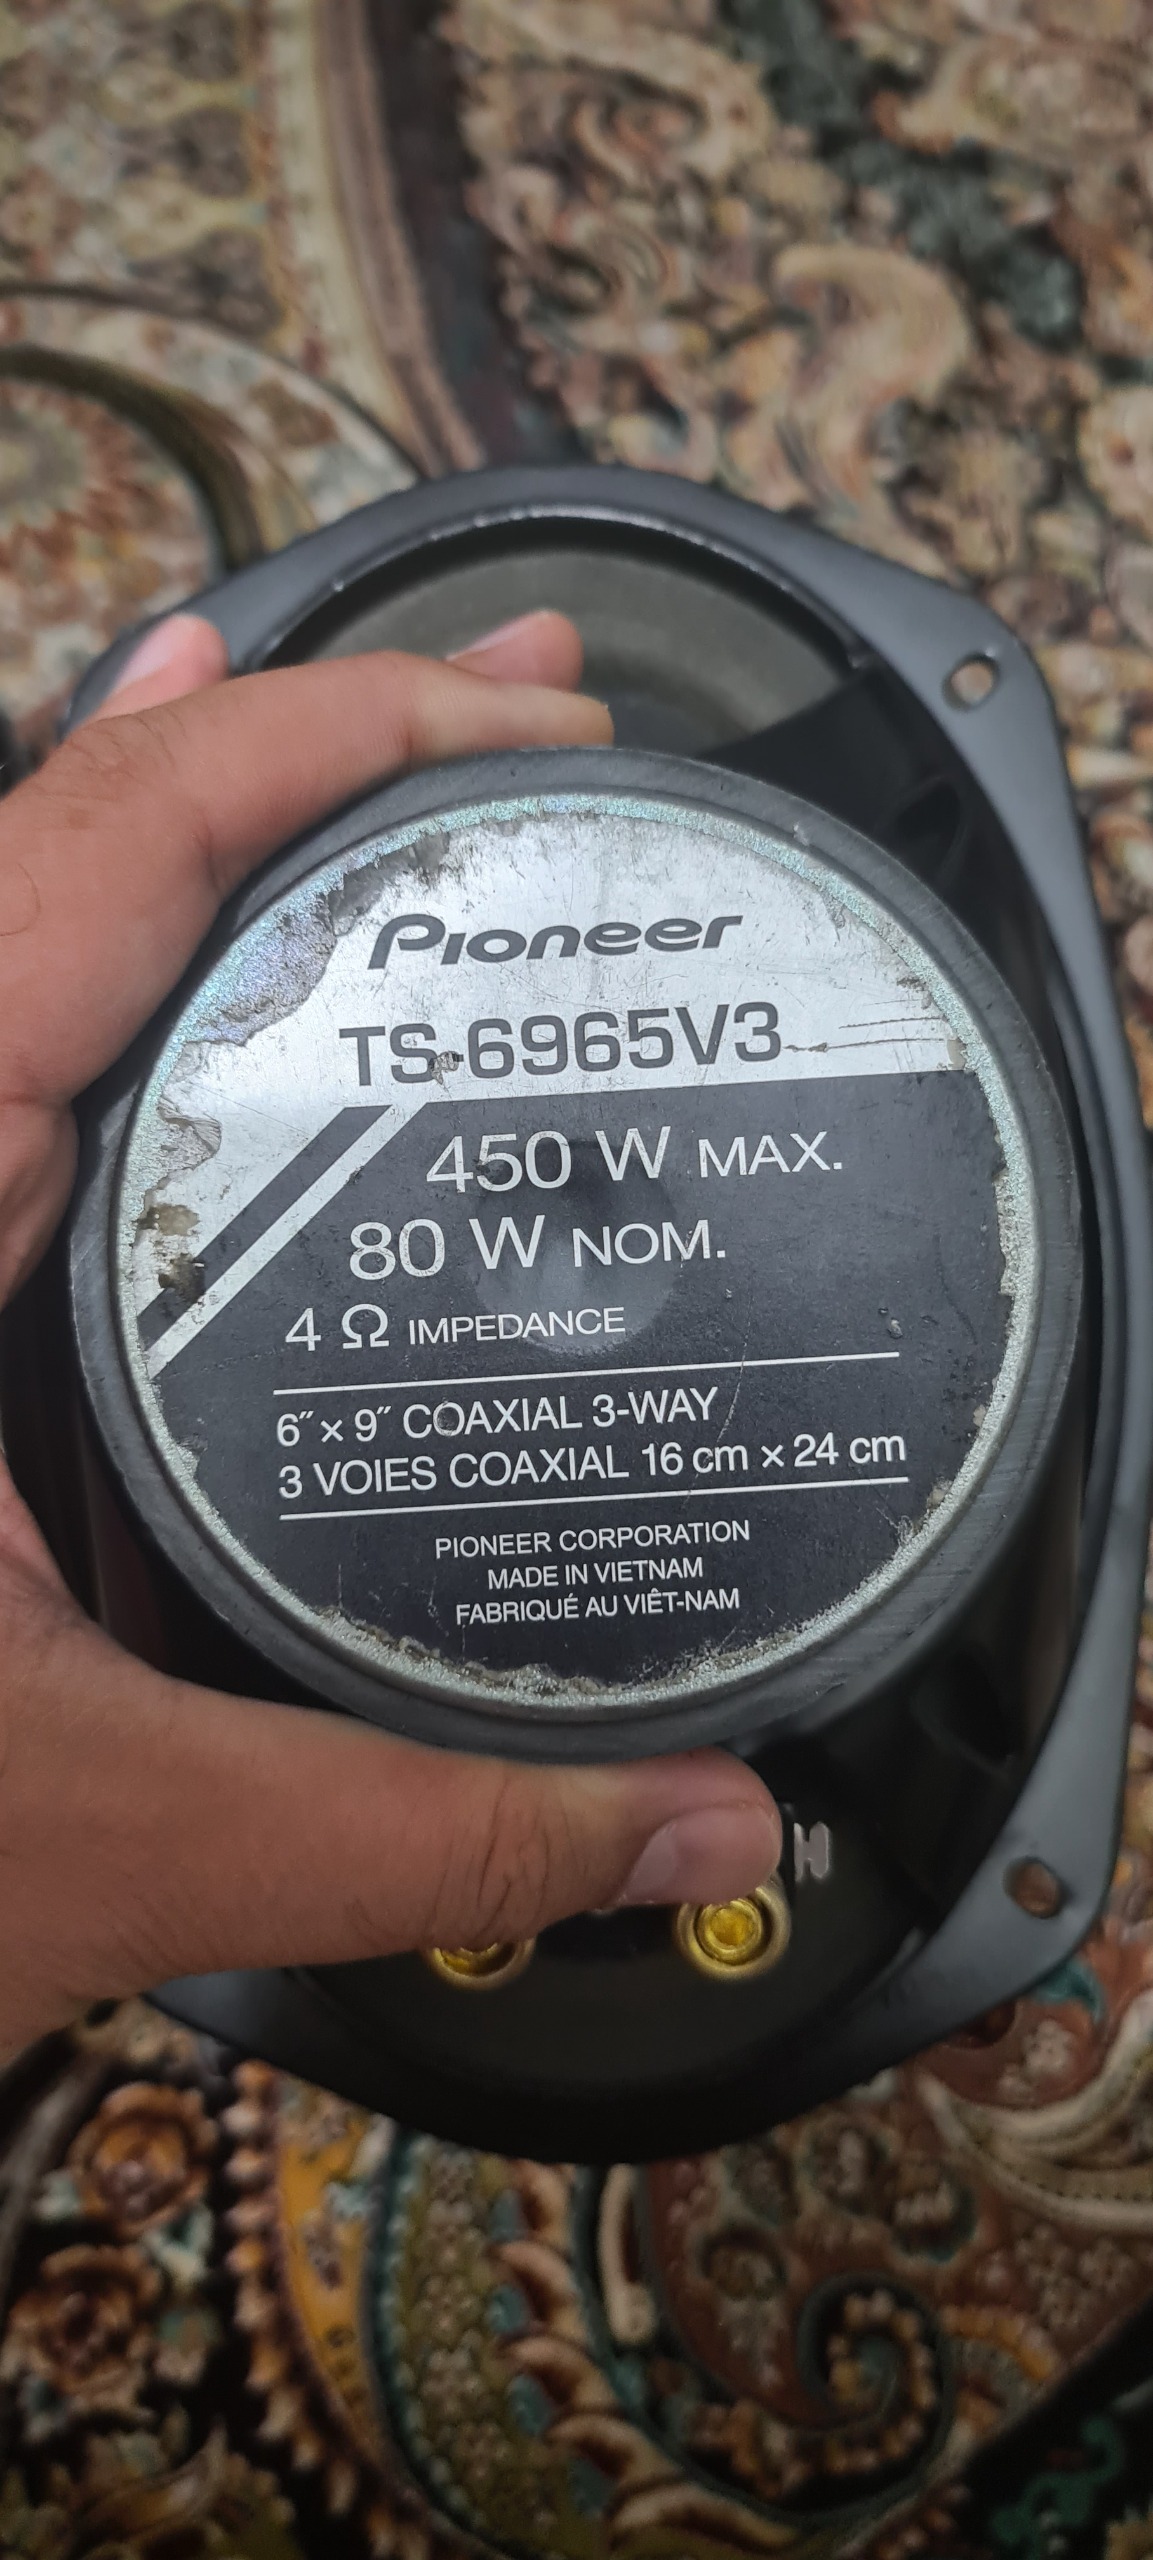 Pioneer
TS-6965V3
450 W MAX.
80 W NOM.
4 Ω IMPEDANCE
6″ × 9″ COAXIAL 3-WAY
3 VOIES COAXIAL 16 cm × 24 cm
PIONEER CORPORATION
MADE IN VIETNAM
FABRIQUÉ AU VIÊT-NAM